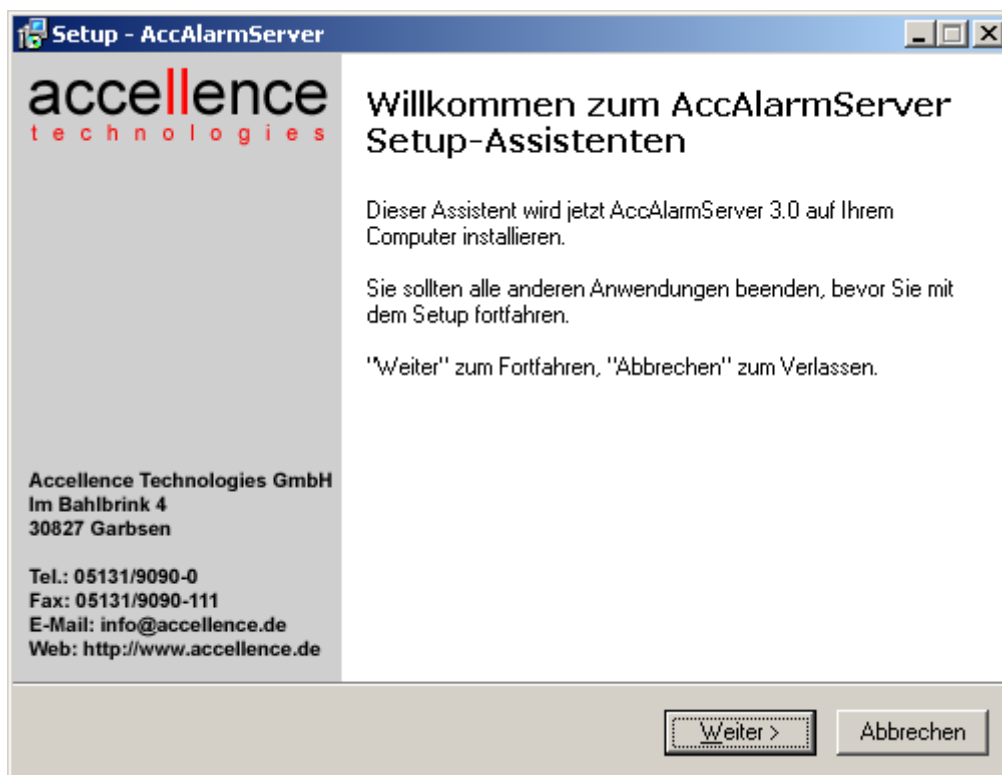 Setup - AccAlarmServer
accellence
technologies
Willkommen zum AccAlarmServer
Setup-Assistenten
Dieser Assistent wird jetzt AccAlarmServer 3.0 auf Ihrem
Computer installieren.
Sie sollten alle anderen Anwendungen beenden, bevor Sie mit
dem Setup fortfahren.
"Weiter" zum Fortfahren, "Abbrechen" zum Verlassen.
Accellence Technologies GmbH
Im Bahlbrink 4
30827 Garbsen
Tel.: 05131/9090-0
Fax: 05131/9090-111
E-Mail: info@accellence.de
Web: http://www.accellence.de
Weiter >
Abbrechen